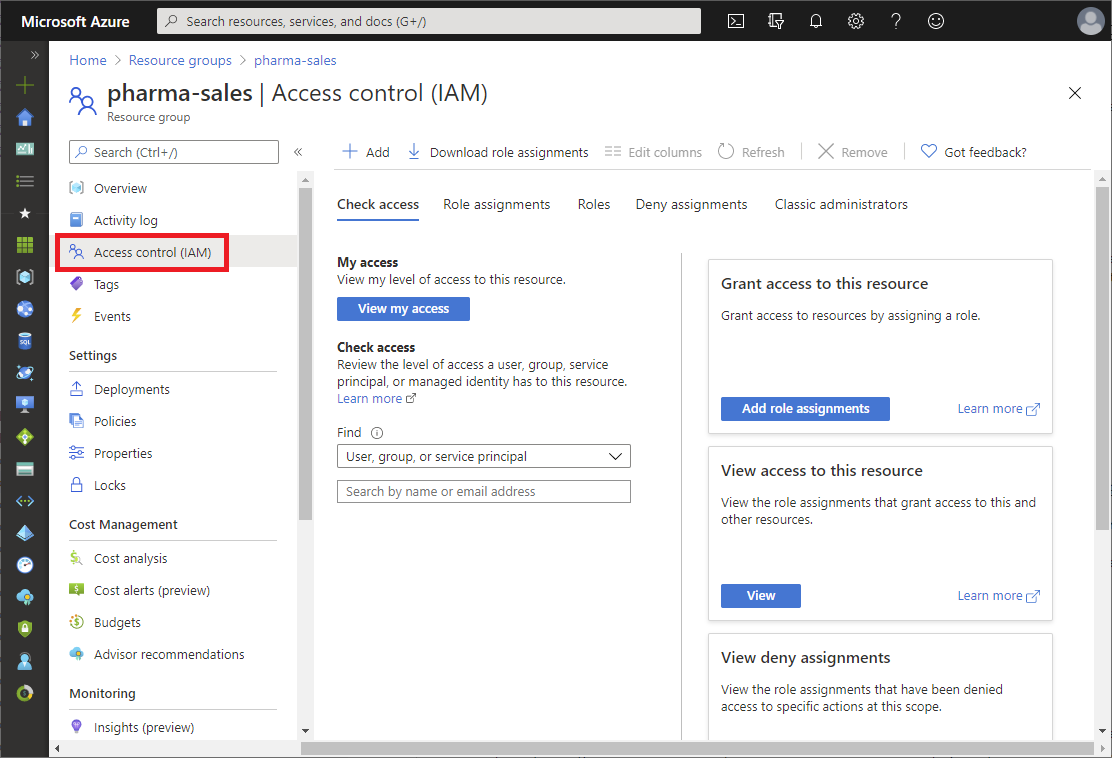 Microsoft Azure
Search resources, services, and docs (G+/)
Home > Resource groups > pharma-sales
pharma-sales | Access control (IAM)
Resource group
Search (Ctrl+/)
Overview
Activity log
Access control (IAM)
Tags
Events
Settings
Deployments
Policies
Properties
Locks
Cost Management
Cost analysis
Cost alerts (preview)
Budgets
Advisor recommendations
Monitoring
Insights (preview)
Add
Download role assignments
Edit columns
Refresh
Remove
Got feedback?
Check access
Role assignments
Roles
Deny assignments
Classic administrators
My access
View my level of access to this resource.
View my access
Check access
Review the level of access a user, group, service
principal, or managed identity has to this resource.
Learn more
Find
User, group, or service principal
Search by name or email address
Grant access to this resource
Grant access to resources by assigning a role.
Add role assignments
Learn more
View access to this resource
View the role assignments that grant access to this and
other resources.
View
Learn more
View deny assignments
View the role assignments that have been denied
access to specific actions at this scope.
SQL